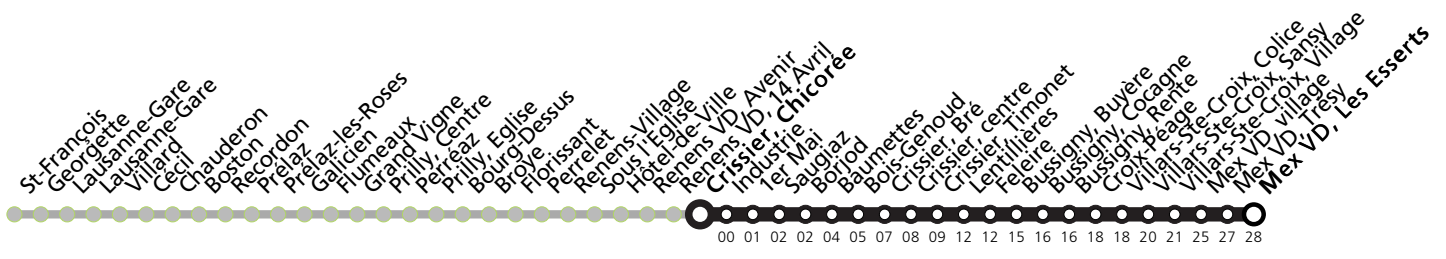 St-François
Georgette
Lausanne-Gare
Lausanne-Gare
Villard
Cécil
Chauderon
Boston
Recordon
Prélaz
Prélaz-les-Roses
Galicien
Flumeaux
Grand Vigne
Prilly, Centre
Perréaz
Prilly, Eglise
Bourg-Dessus
Broye
Florissant
Perrelet
Renens-Village
Sous l'Eglise
Hôtel-de-Ville
Renens VD, Avenir
Renens VD, 14 Avril
Crissier, Chicorée
Industrie
1er Mai
Sauglaz
Borjod
Baumettes
Bois-Genoud
Crissier, Bré
Crissier, centre
Crissier, Timonet
Lentillières
Feleire
Bussigny, Buyère
Bussigny, Cocagne
Bussigny, Rente
Croix-Péage
Villars-Ste-Croix, Colice
Villars-Ste-Croix, Sansy
Villars-Ste-Croix, Village
Mex VD, village
Mex VD, Trésy
Mex VD, Les Esserts
00 01 02 02 04 05 07 08 09 12 12 15 16 16 18 18 20 21 25 27 28